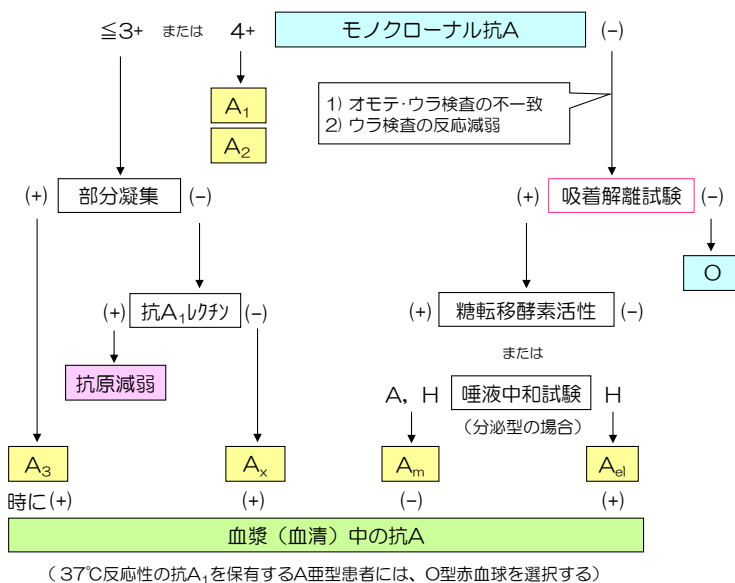 ≦3+ または 4+ モノクローナル抗A (−)
A₁
A₂
1) オモテ・ウラ検査の不一致
2) ウラ検査の反応減弱
(+) 部分凝集 (−)
(+) 吸着解離試験 (−)
O
(+) 抗A₁ﾚｸﾁﾝ (−)
(+) 糖転移酵素活性 (−)
または
抗原減弱
A, H 唾液中和試験 H
(分泌型の場合)
A₃ Aₓ Aₘ Aₑₗ
時に(+) (+) (−) (+)
血漿(血清)中の抗A
(37℃反応性の抗A₁を保有するA亜型患者には、O型赤血球を選択する)